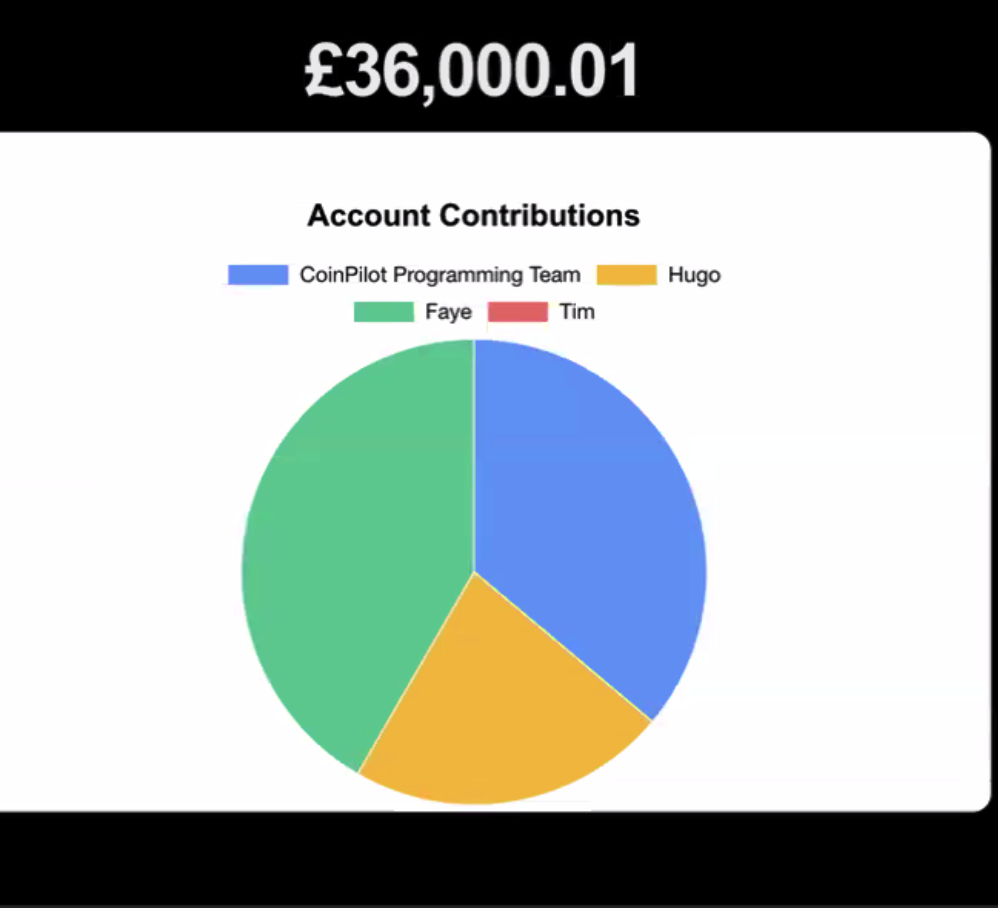 £36,000.01
Account Contributions
CoinPilot Programming Team Hugo
Faye Tim